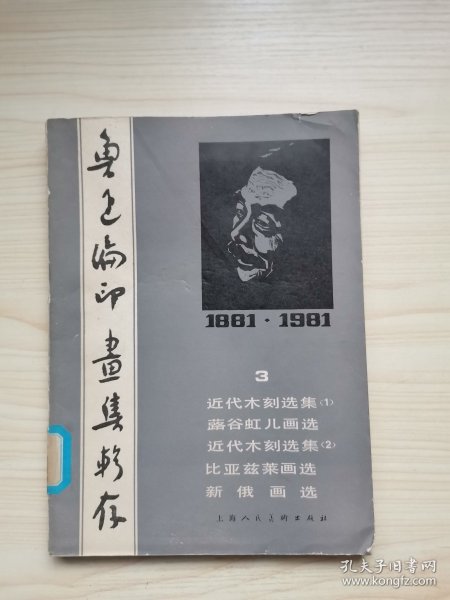 鲁迅编印画集辑存
1881·1981
3
近代木刻选集(1)
蕗谷虹儿画选
近代木刻选集(2)
比亚兹莱画选
新俄画选
上海人民美术出版社
孔夫子旧书网
www.kongfz.com